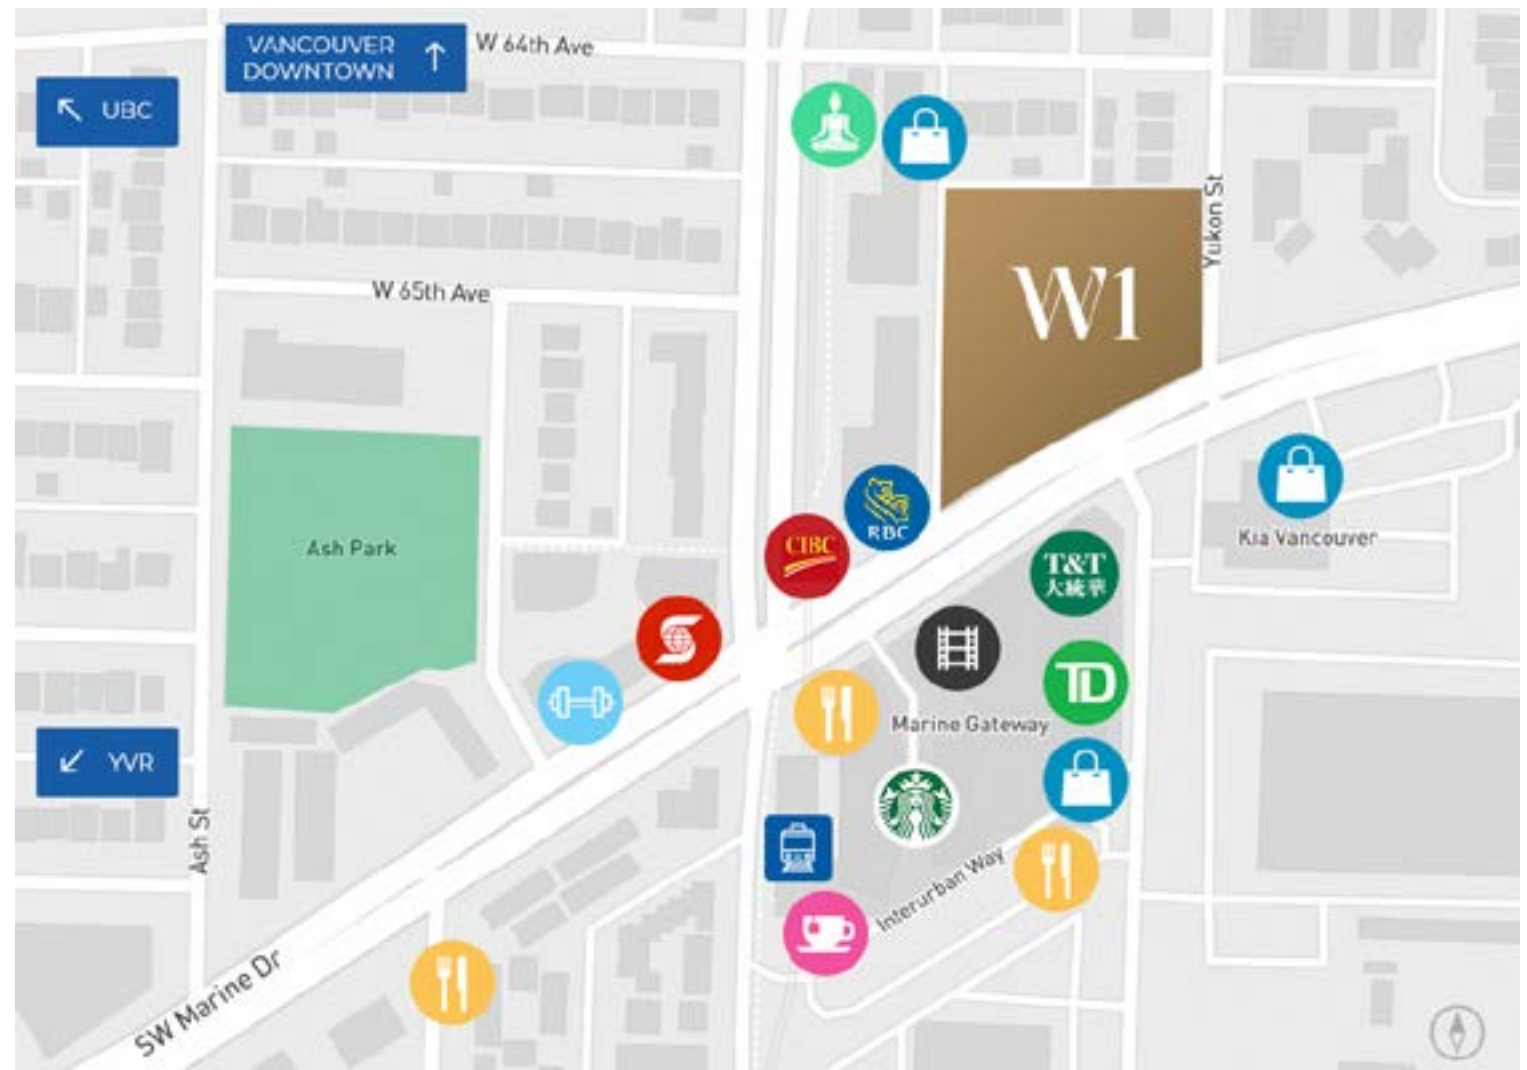 W 64th Ave
VANCOUVER
DOWNTOWN
UBC
Yukon St
W1
W 65th Ave
RBC
CIBC
Ash Park
T&T
大統華
Kia Vancouver
S
TD
Marine Gateway
YVR
Ash St
Interurban Way
SW Marine Dr